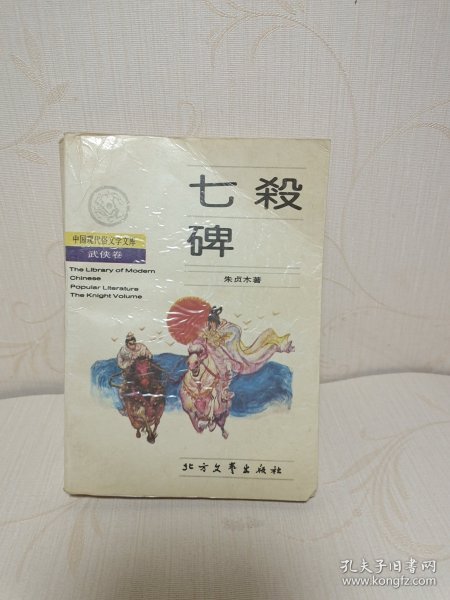 七殺
碑
朱贞木著
中国现代俗文学文库
武侠卷
The Library of Modern
Chinese
Popular Literature
The Knight Volume
北方文艺出版社
孔夫子旧书网
www.kongfz.com